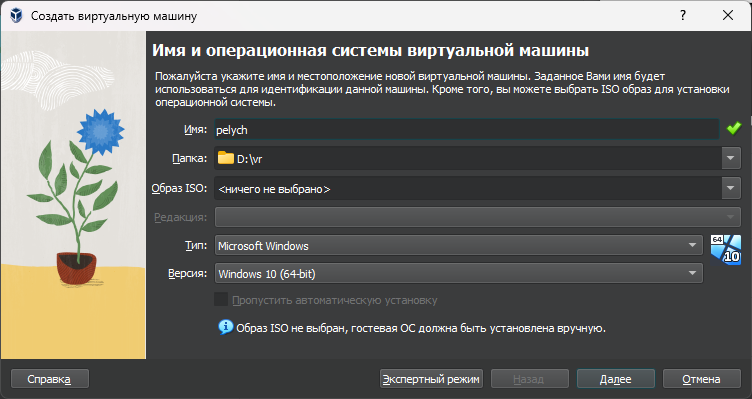 Создать виртуальную машину
?
Имя и операционная системы виртуальной машины
Пожалуйста укажите имя и местоположение новой виртуальной машины. Заданное Вами имя будет
использоваться для идентификации данной машины. Кроме того, вы можете выбрать ISO образ для установки
операционной системы.
Имя: pelych
Папка: D:\vr
Образ ISO: <ничего не выбрано>
Редакция:
Тип: Microsoft Windows
64
Версия: Windows 10 (64-bit)
10
Пропустить автоматическую установку
Образ ISO не выбран, гостевая ОС должна быть установлена вручную.
Справка Экспертный режим Назад Далее Отмена